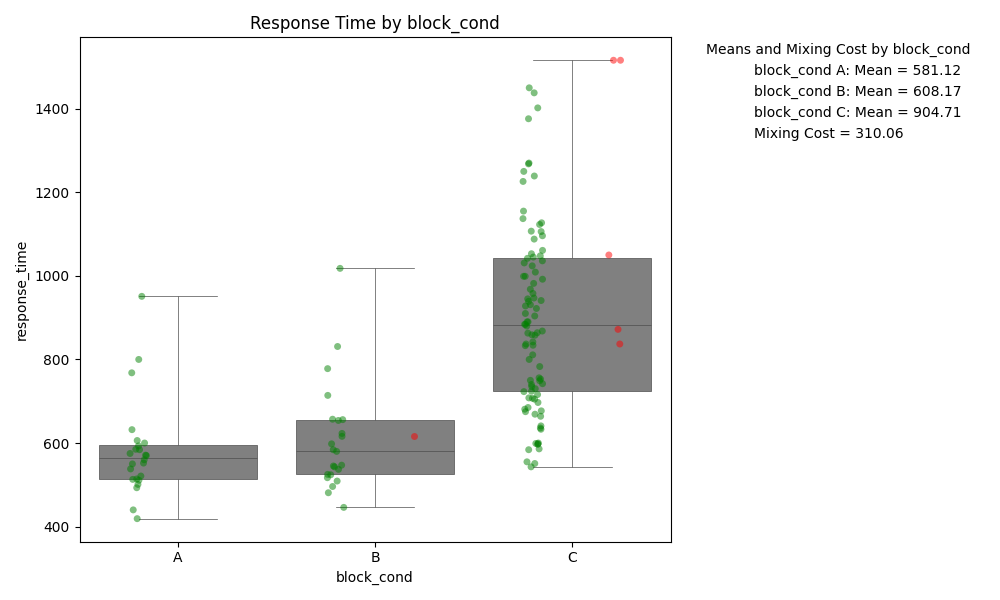 Response Time by block_cond
Means and Mixing Cost by block_cond
block_cond A: Mean = 581.12
block_cond B: Mean = 608.17
block_cond C: Mean = 904.71
Mixing Cost = 310.06
response_time
1400
1200
1000
800
600
400
A B C
block_cond